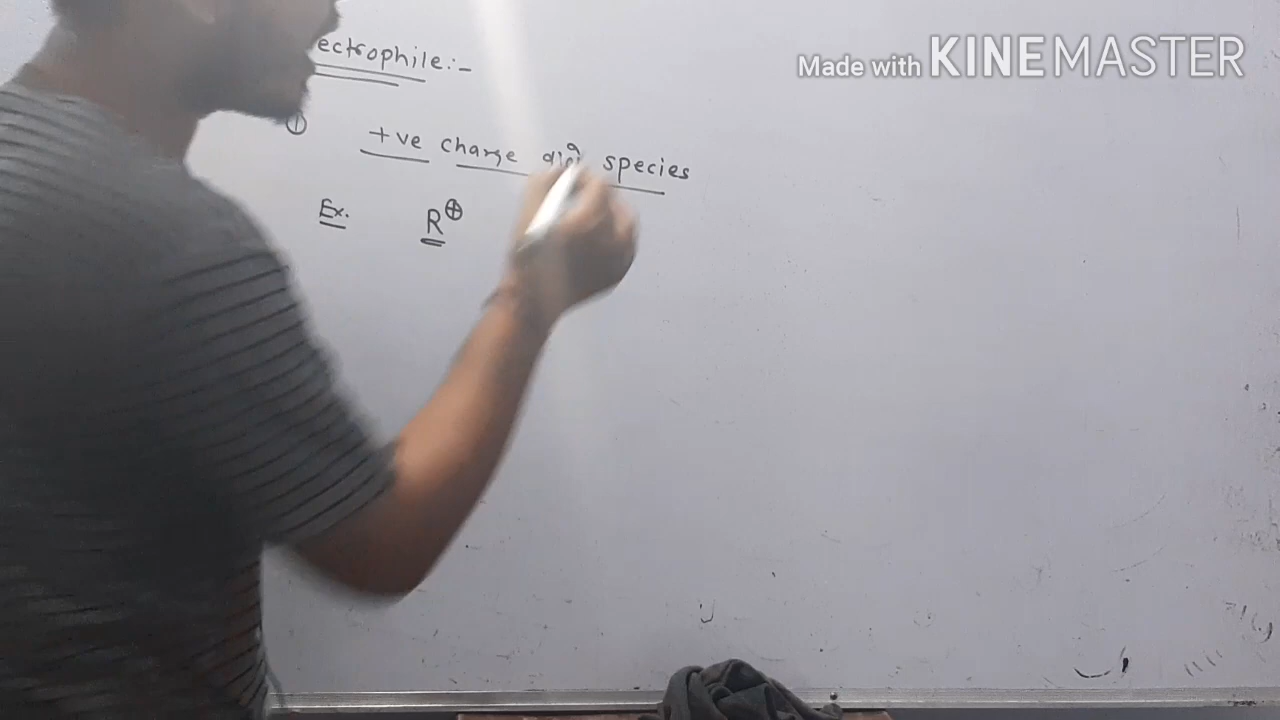 Made with KINEMASTER
ectrophile:-
① +ve charge वाली species
Ex. R⊕